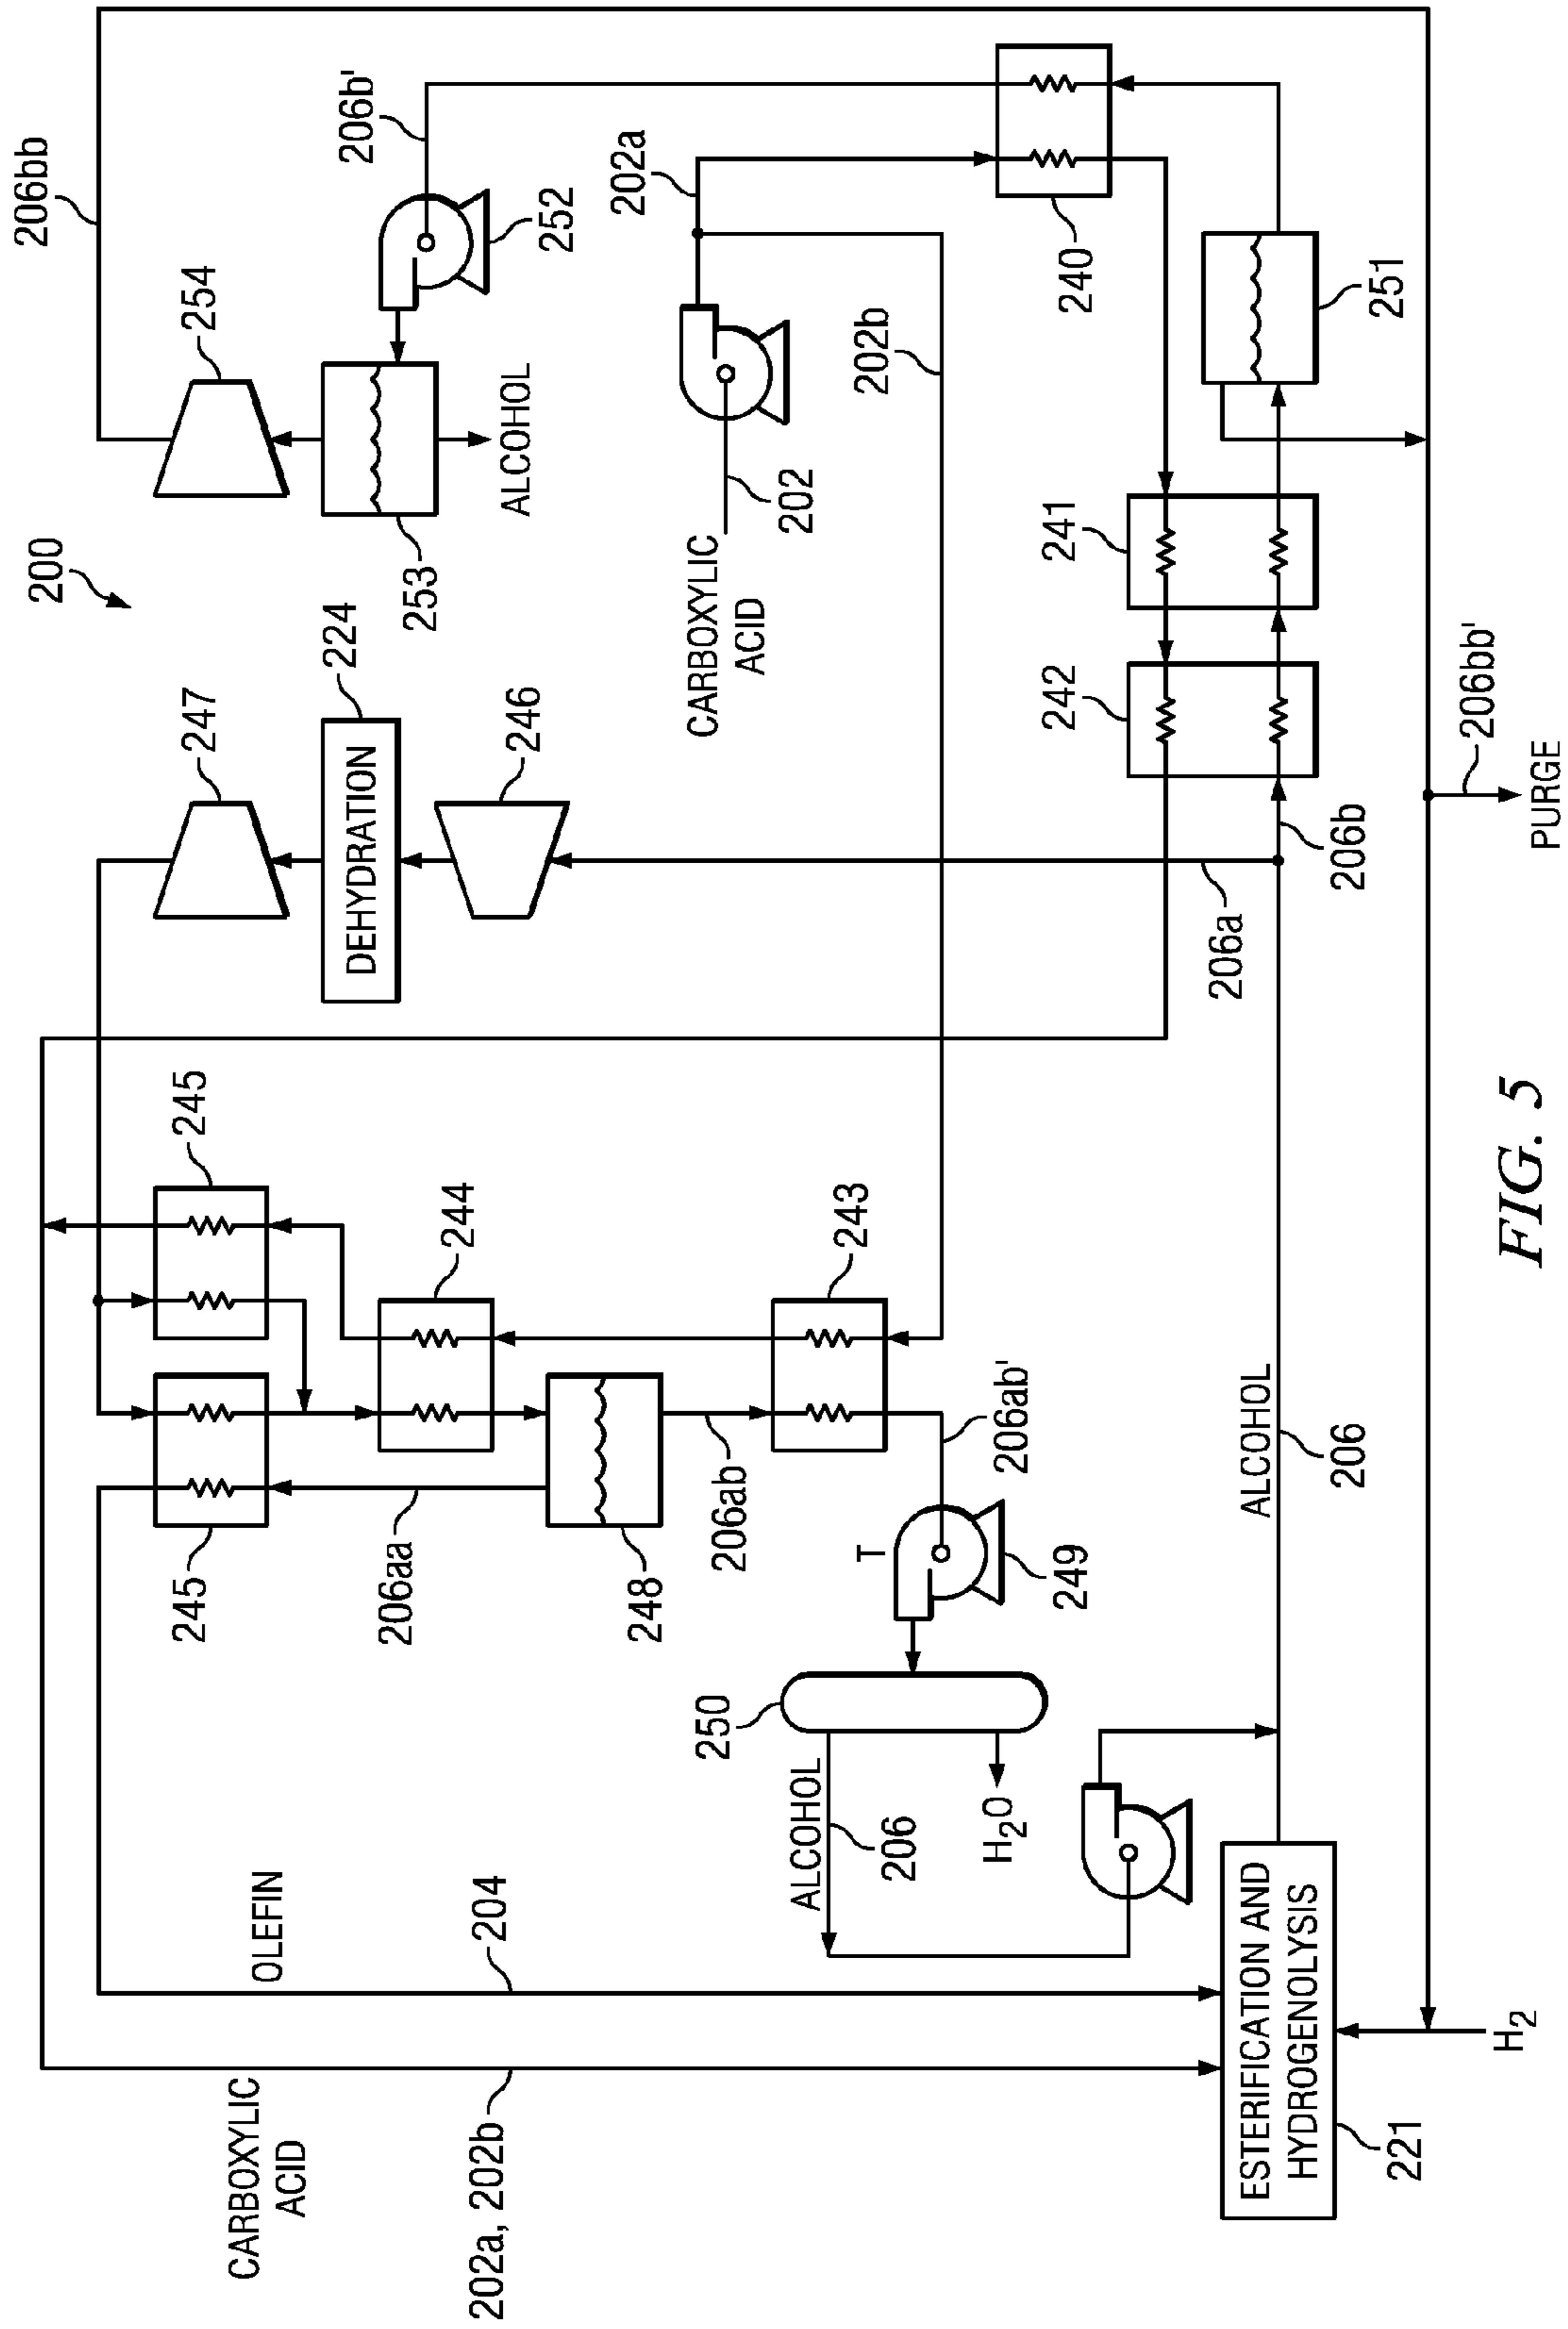 200
206bb
254
206b'
252
253
ALCOHOL
247
224
DEHYDRATION
246
CARBOXYLIC
ACID
202
202a
202b
240
251
241
242
206a
206b
206bb'
PURGE
245
245
244
243
206aa
248
206ab
206ab'
T
249
250
ALCOHOL
206
H2O
ALCOHOL
206
OLEFIN
204
CARBOXYLIC
ACID
202a, 202b
ESTERIFICATION AND
HYDROGENOLYSIS
221
H2
FIG. 5